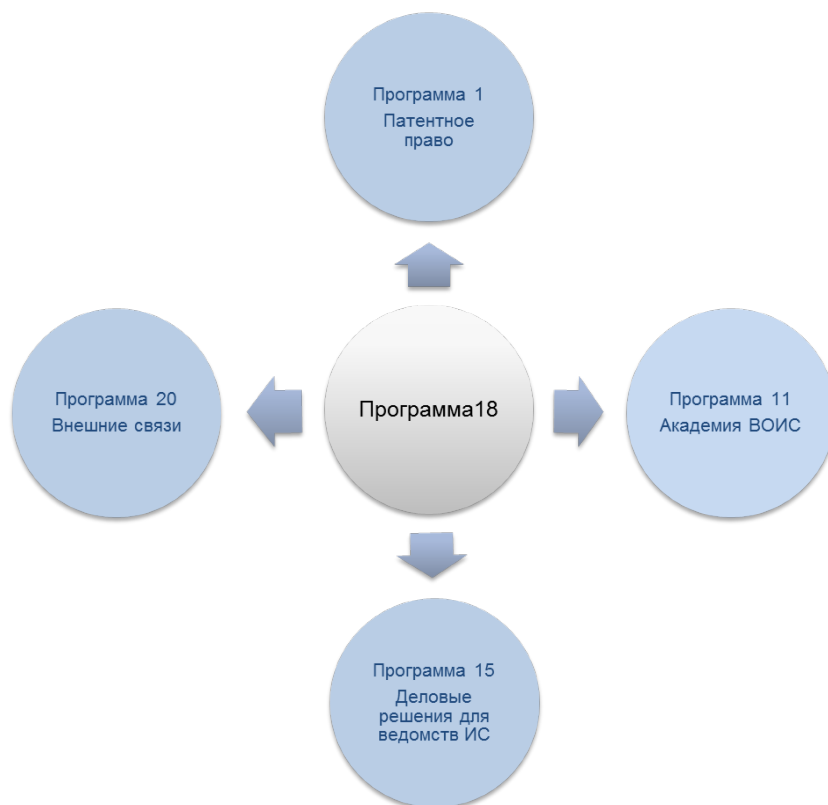 Программа 1
Патентное
право
Программа 20
Внешние связи
Программа18
Программа 11
Академия ВОИС
Программа 15
Деловые
решения для
ведомств ИС